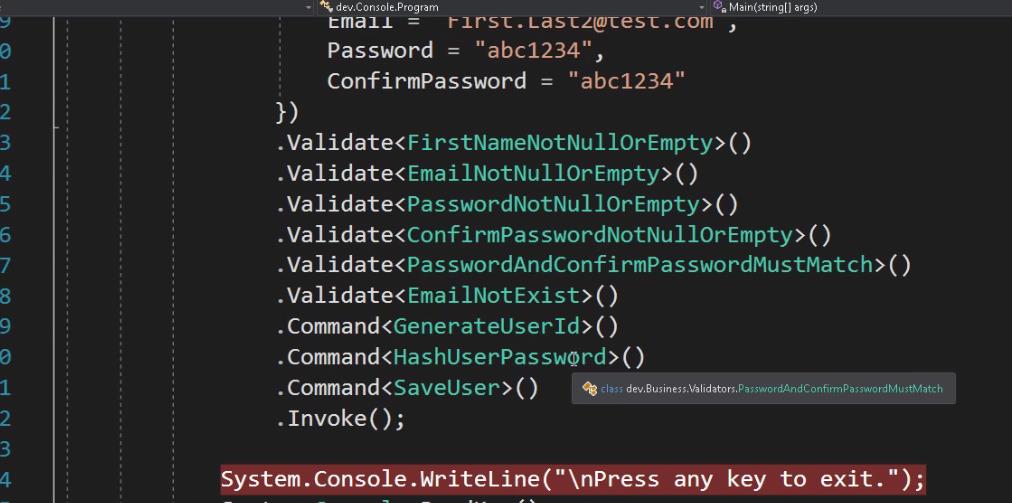 dev.Console.Program
Main(string[] args)
9 Email = "First.Last2@test.com",
0 Password = "abc1234",
1 ConfirmPassword = "abc1234"
2 })
3 .Validate<FirstNameNotNullOrEmpty>()
4 .Validate<EmailNotNullOrEmpty>()
5 .Validate<PasswordNotNullOrEmpty>()
6 .Validate<ConfirmPasswordNotNullOrEmpty>()
7 .Validate<PasswordAndConfirmPasswordMustMatch>()
8 .Validate<EmailNotExist>()
9 .Command<GenerateUserId>()
0 .Command<HashUserPassword>()
1 .Command<SaveUser>()
class dev.Business.Validators.PasswordAndConfirmPasswordMustMatch
2 .Invoke();
3
4 System.Console.WriteLine("\nPress any key to exit.");